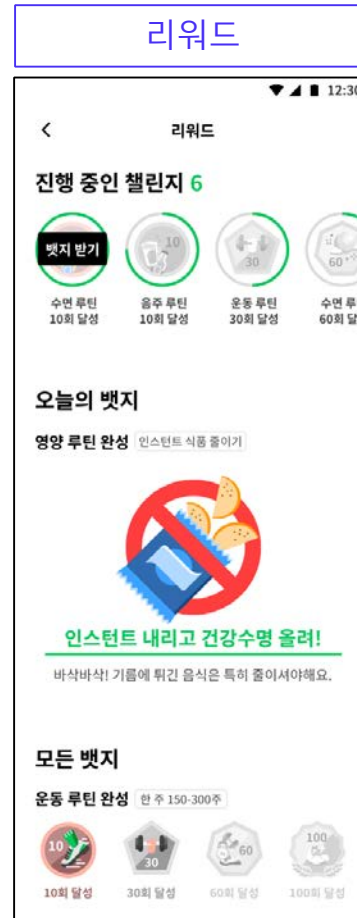 리워드
12:30
리워드
진행 중인 챌린지 6
뱃지 받기
10
30
60
수면 루틴
10회 달성
음주 루틴
10회 달성
운동 루틴
30회 달성
수면 루
60회 달
오늘의 뱃지
영양 루틴 완성 인스턴트 식품 줄이기
인스턴트 내리고 건강수명 올려!
바삭바삭! 기름에 튀긴 음식은 특히 줄이셔야해요.
모든 뱃지
운동 루틴 완성 한 주 150-300주
10
30
60
100
10회 달성
30회 달성
60회 달성
100회 달성